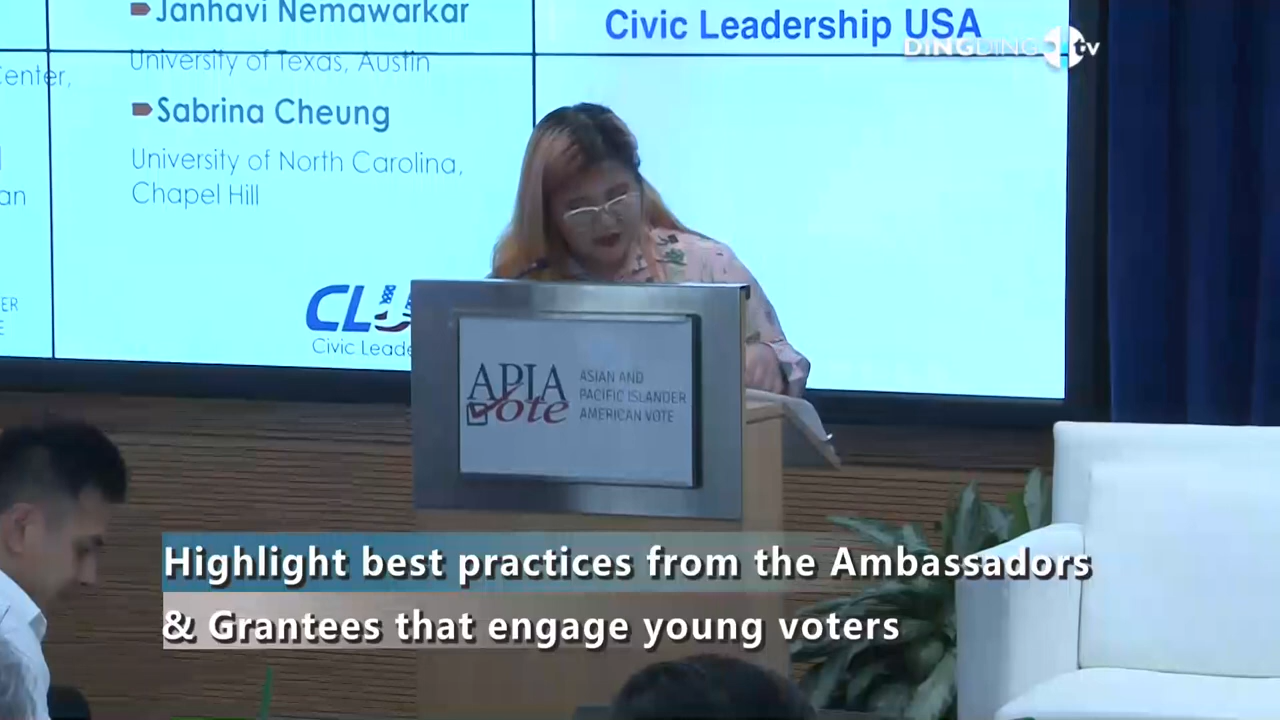 Janhavi Nemawarkar
University of Texas, Austin
Sabrina Cheung
University of North Carolina,
Chapel Hill
Civic Leadership USA
DINGDING tv
Center,
an
ER
E
CLU
Civic Leade
APIA
Vote
ASIAN AND
PACIFIC ISLANDER
AMERICAN VOTE
Highlight best practices from the Ambassadors
& Grantees that engage young voters